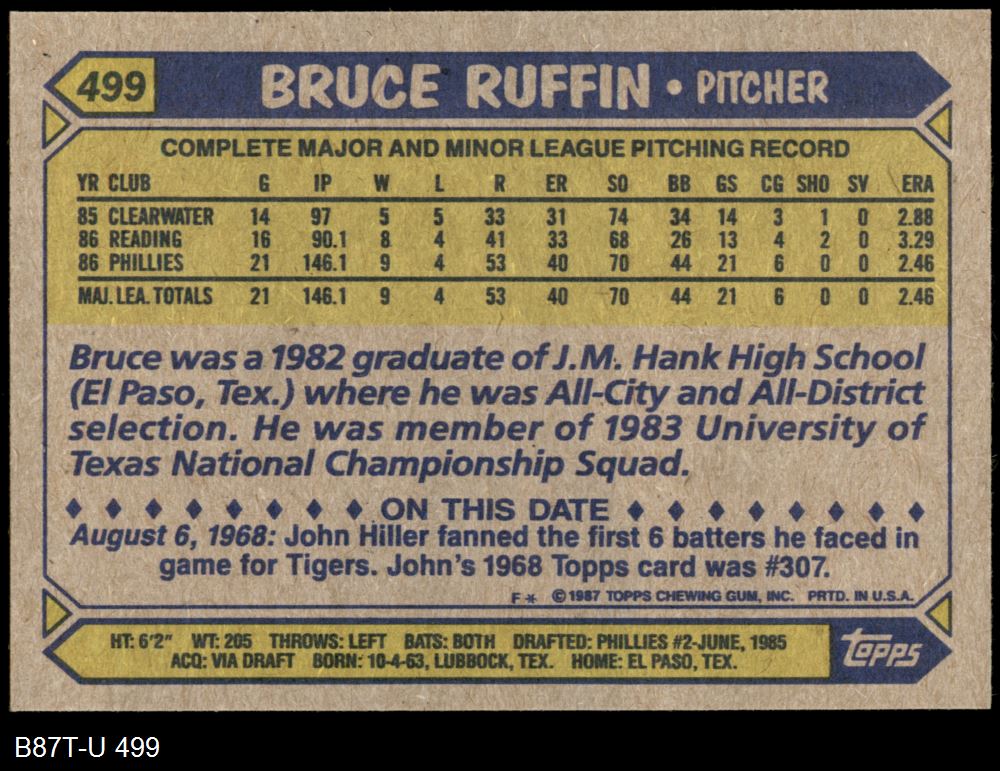 499 BRUCE RUFFIN • PITCHER
COMPLETE MAJOR AND MINOR LEAGUE PITCHING RECORD
YR CLUB G IP W L R ER SO BB GS CG SHO SV ERA
85 CLEARWATER 14 97 5 5 33 31 74 34 14 3 1 0 2.88
86 READING 16 90.1 8 4 41 33 68 26 13 4 2 0 3.29
86 PHILLIES 21 146.1 9 4 53 40 70 44 21 6 0 0 2.46
MAJ. LEA. TOTALS 21 146.1 9 4 53 40 70 44 21 6 0 0 2.46
Bruce was a 1982 graduate of J.M. Hank High School
(El Paso, Tex.) where he was All-City and All-District
selection. He was member of 1983 University of
Texas National Championship Squad.
♦ ♦ ♦ ♦ ♦ ♦ ♦ ♦ ON THIS DATE ♦ ♦ ♦ ♦ ♦ ♦ ♦ ♦
August 6, 1968: John Hiller fanned the first 6 batters he faced in
game for Tigers. John's 1968 Topps card was #307.
F* © 1987 TOPPS CHEWING GUM, INC. PRTD. IN U.S.A.
HT: 6'2" WT: 205 THROWS: LEFT BATS: BOTH DRAFTED: PHILLIES #2-JUNE, 1985
ACQ: VIA DRAFT BORN: 10-4-63, LUBBOCK, TEX. HOME: EL PASO, TEX.
topps
B87T-U 499